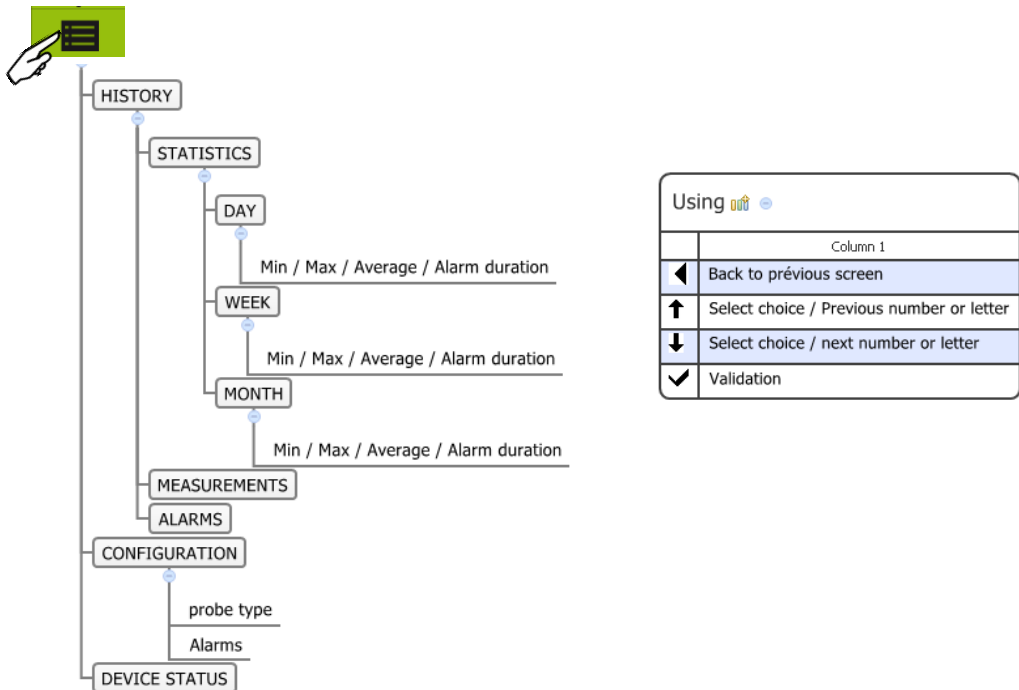 HISTORY
STATISTICS
DAY
Min / Max / Average / Alarm duration
WEEK
Min / Max / Average / Alarm duration
MONTH
Min / Max / Average / Alarm duration
MEASUREMENTS
ALARMS
CONFIGURATION
probe type
Alarms
DEVICE STATUS
Using
Column 1
Back to prévious screen
Select choice / Previous number or letter
Select choice / next number or letter
Validation